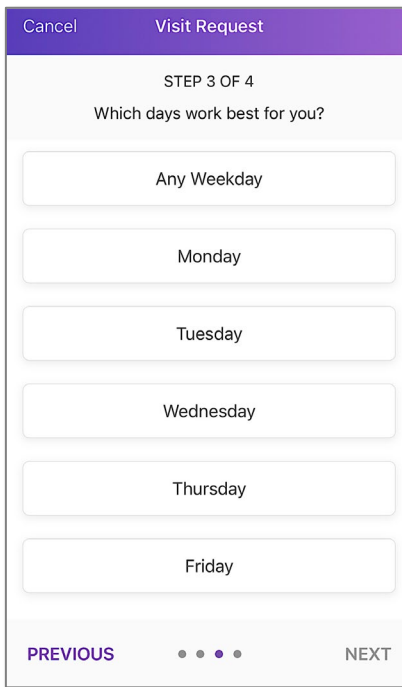 Cancel Visit Request
STEP 3 OF 4
Which days work best for you?
Any Weekday
Monday
Tuesday
Wednesday
Thursday
Friday
PREVIOUS NEXT